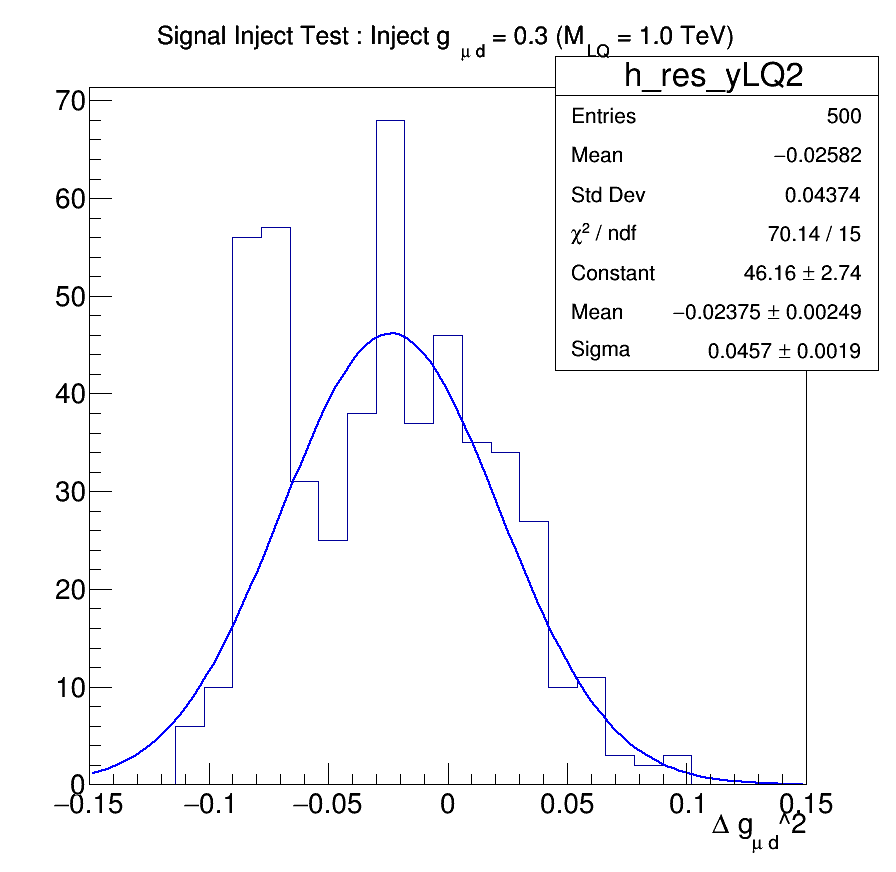 Signal Inject Test : Inject g μ d = 0.3 (M LQ = 1.0 TeV)
h_res_yLQ2
Entries 500
Mean −0.02582
Std Dev 0.04374
χ² / ndf 70.14 / 15
Constant 46.16 ± 2.74
Mean −0.02375 ± 0.00249
Sigma 0.0457 ± 0.0019
70
60
50
40
30
20
10
0
−0.15 −0.1 −0.05 0 0.05 0.1 0.15
Δ g μ d ^2